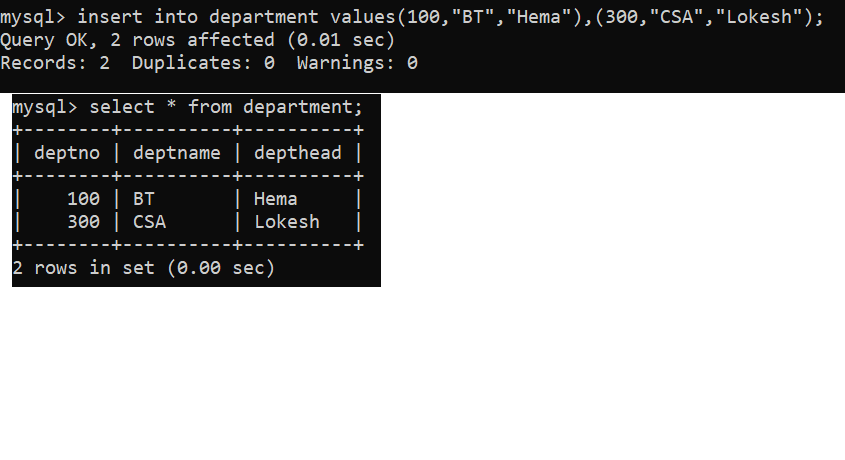 mysql> insert into department values(100,"BT","Hema"),(300,"CSA","Lokesh");
Query OK, 2 rows affected (0.01 sec)
Records: 2  Duplicates: 0  Warnings: 0
mysql> select * from department;
+--------+----------+----------+
| deptno | deptname | depthead |
+--------+----------+----------+
|    100 | BT       | Hema     |
|    300 | CSA      | Lokesh   |
+--------+----------+----------+
2 rows in set (0.00 sec)